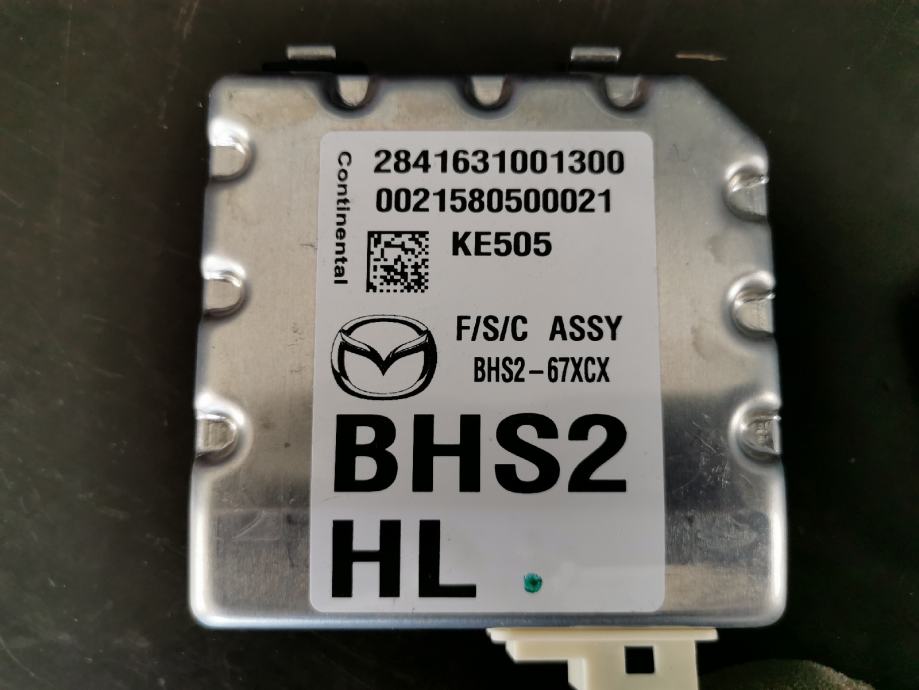 Continental
2841631001300
0021580500021
KE505
F/S/C ASSY
BHS2-67XCX
BHS2
HL